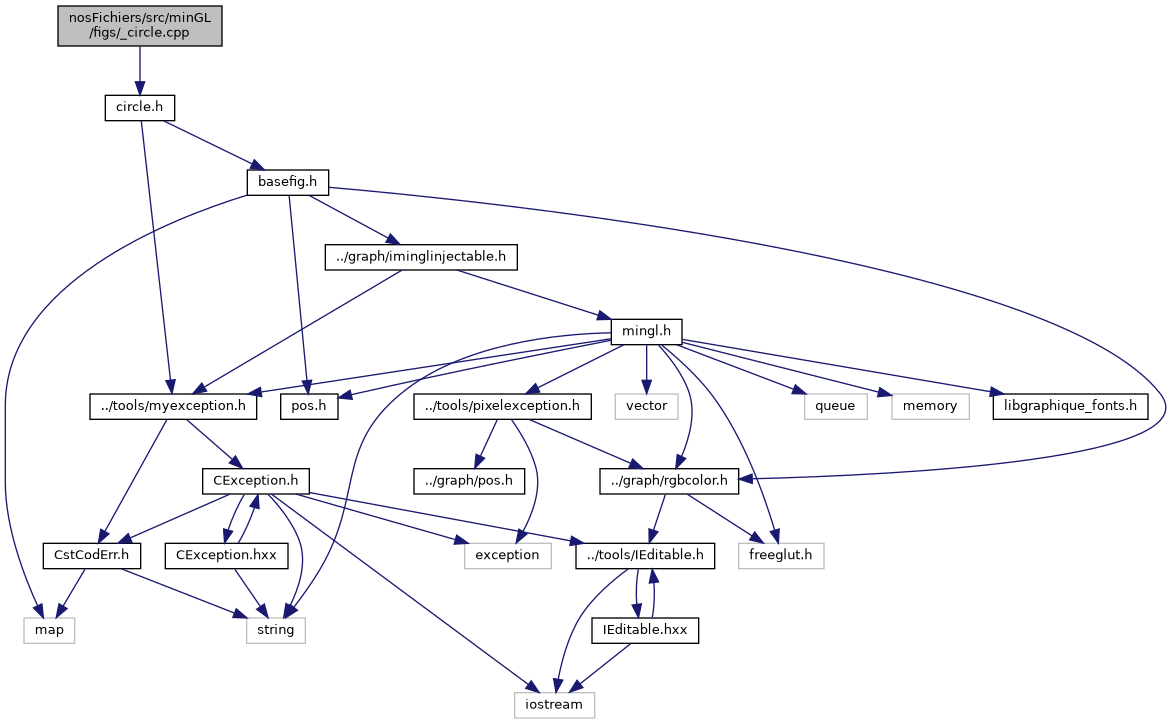 nosFichiers/src/minGL
/figs/_circle.cpp
circle.h
basefig.h
../graph/iminglinjectable.h
mingl.h
../tools/myexception.h
pos.h
../tools/pixelexception.h
vector
queue
memory
libgraphique_fonts.h
CException.h
../graph/pos.h
../graph/rgbcolor.h
CstCodErr.h
CException.hxx
exception
../tools/IEditable.h
freeglut.h
map
string
IEditable.hxx
iostream